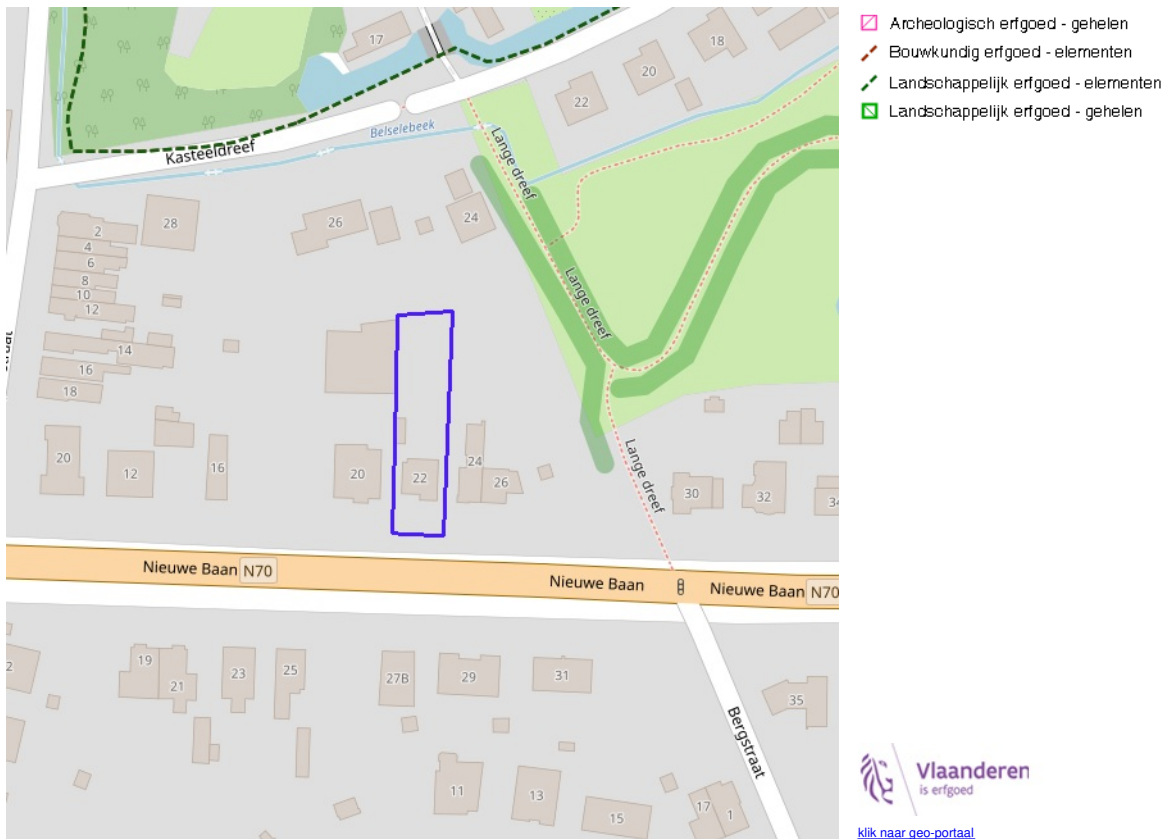 17
18
20
22
Belselebeek
Kasteeldreef
Lange dreef
2
28
26
24
4
6
8
10
12
14
16
18
Lange dreef
20
12
16
20
22
24
26
Lange dreef
30
32
34
Nieuwe Baan N70
Nieuwe Baan
Nieuwe Baan N70
2
19
21
23
25
27B
29
31
35
Bergstraat
11
13
15
17
1
Archeologisch erfgoed - gehelen
Bouwkundig erfgoed - elementen
Landschappelijk erfgoed - elementen
Landschappelijk erfgoed - gehelen
Vlaanderen
is erfgoed
klik naar geo-portaal